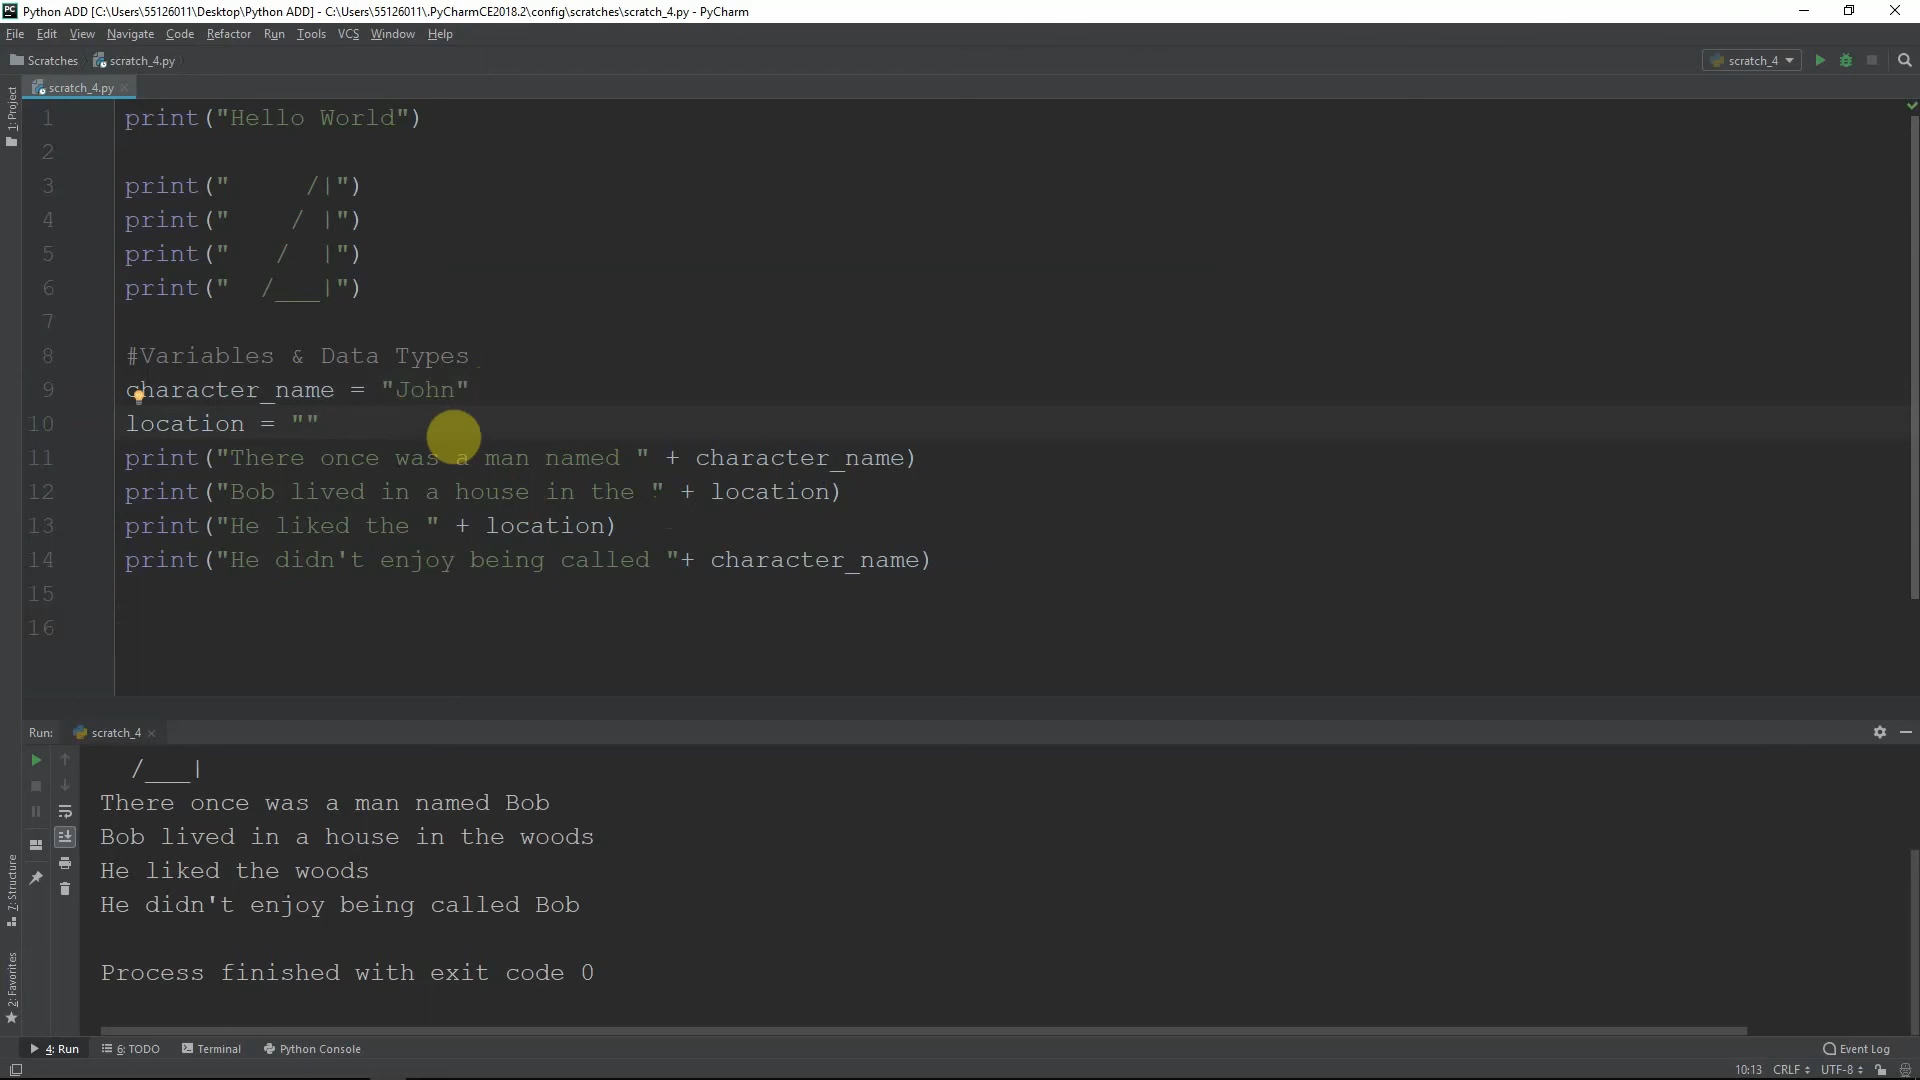 Python ADD [C:\Users\55126011\Desktop\Python ADD] - C:\Users\55126011\.PyCharmCE2018.2\config\scratches\scratch_4.py - PyCharm
File Edit View Navigate Code Refactor Run Tools VCS Window Help
Scratches scratch_4.py scratch_4
scratch_4.py
1: Project
1 print("Hello World")
2
3 print("     /|")
4 print("    / |")
5 print("   /  |")
6 print("  /___|")
7
8 #Variables & Data Types
9 character_name = "John"
10 location = ""
11 print("There once was a man named " + character_name)
12 print("Bob lived in a house in the " + location)
13 print("He liked the " + location)
14 print("He didn't enjoy being called "+ character_name)
15
16
Run: scratch_4
  /___|
There once was a man named Bob
Bob lived in a house in the woods
He liked the woods
He didn't enjoy being called Bob
Process finished with exit code 0
7: Structure
2: Favorites
4: Run 6: TODO Terminal Python Console Event Log
10:13 CRLF UTF-8